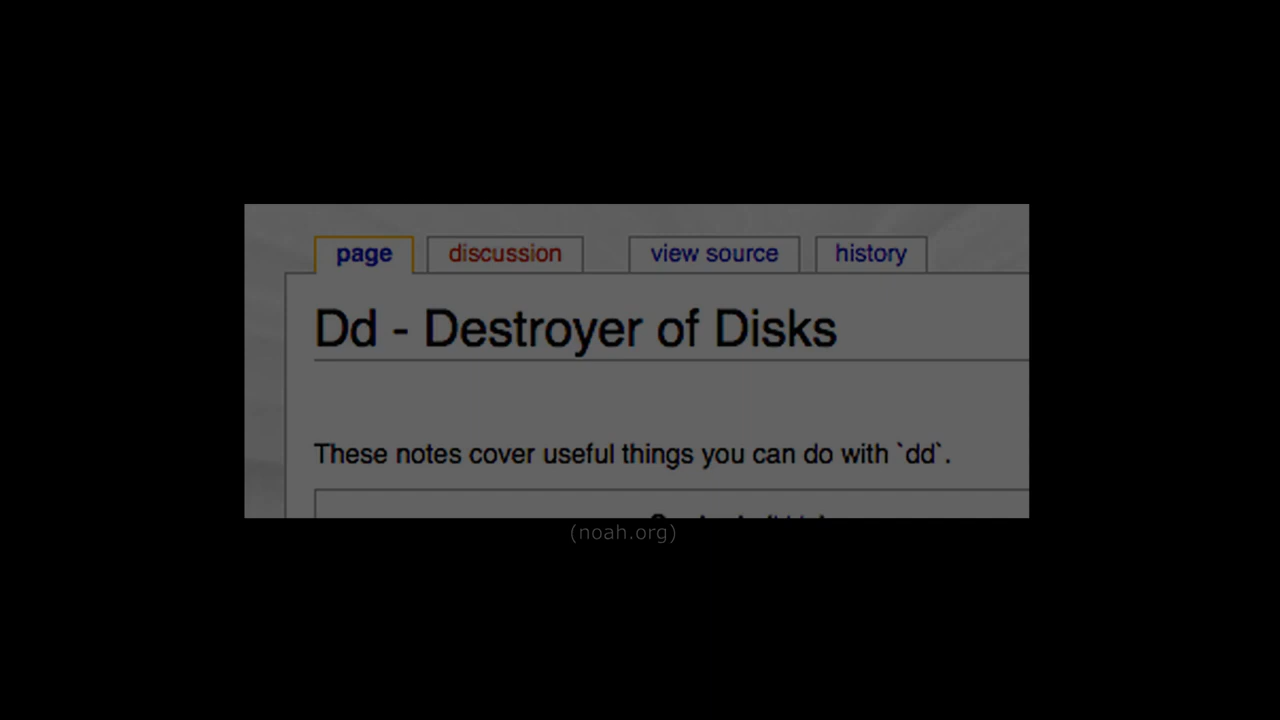 page discussion view source history
Dd - Destroyer of Disks
These notes cover useful things you can do with `dd`.
(noah.org)